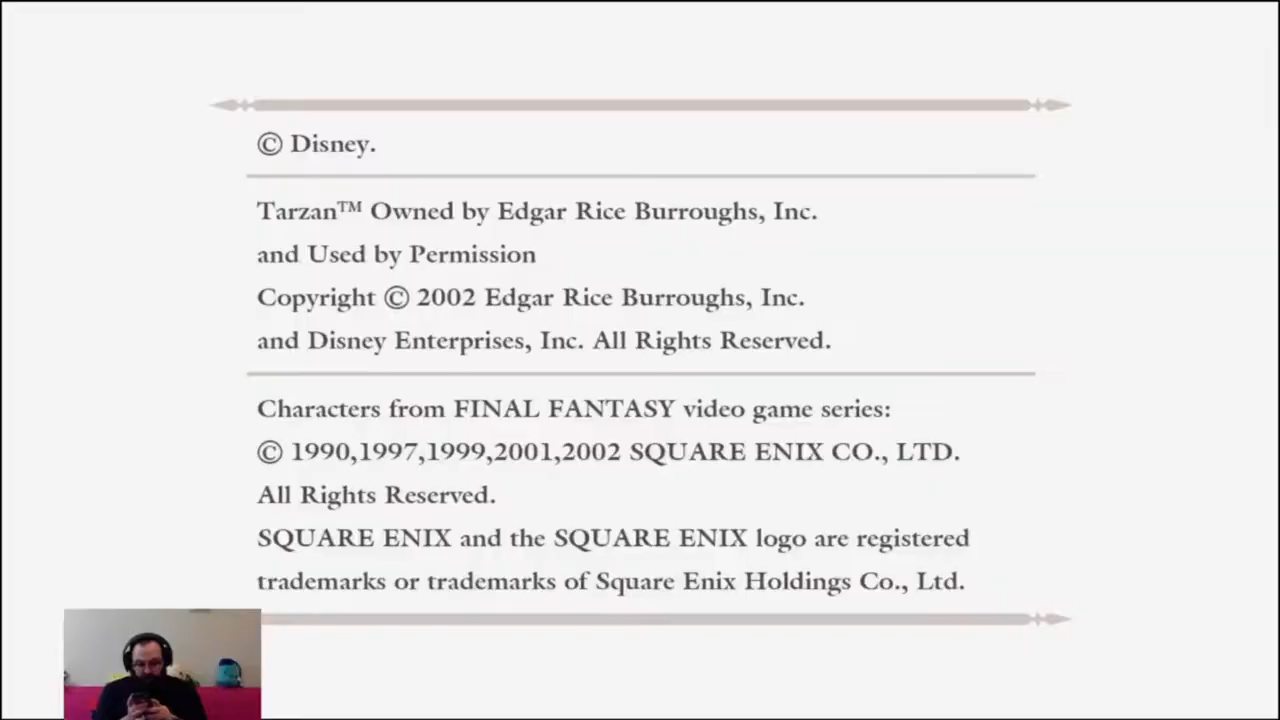 © Disney.
Tarzan™ Owned by Edgar Rice Burroughs, Inc.
and Used by Permission
Copyright © 2002 Edgar Rice Burroughs, Inc.
and Disney Enterprises, Inc. All Rights Reserved.
Characters from FINAL FANTASY video game series:
© 1990,1997,1999,2001,2002 SQUARE ENIX CO., LTD.
All Rights Reserved.
SQUARE ENIX and the SQUARE ENIX logo are registered
trademarks or trademarks of Square Enix Holdings Co., Ltd.